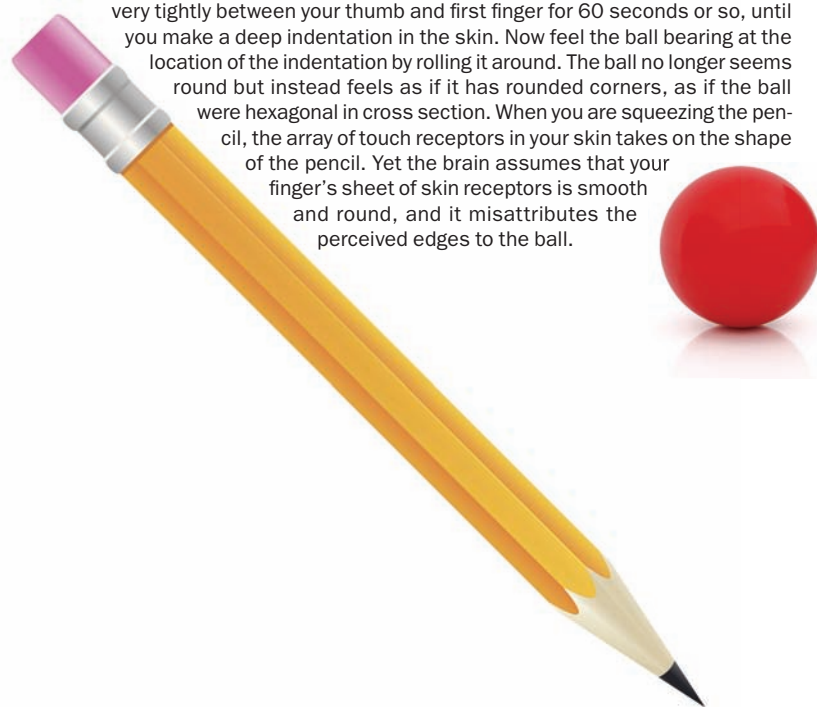 very tightly between your thumb and first finger for 60 seconds or so, until
you make a deep indentation in the skin. Now feel the ball bearing at the
location of the indentation by rolling it around. The ball no longer seems
round but instead feels as if it has rounded corners, as if the ball
were hexagonal in cross section. When you are squeezing the pen-
cil, the array of touch receptors in your skin takes on the shape
of the pencil. Yet the brain assumes that your
finger's sheet of skin receptors is smooth
and round, and it misattributes the
perceived edges to the ball.